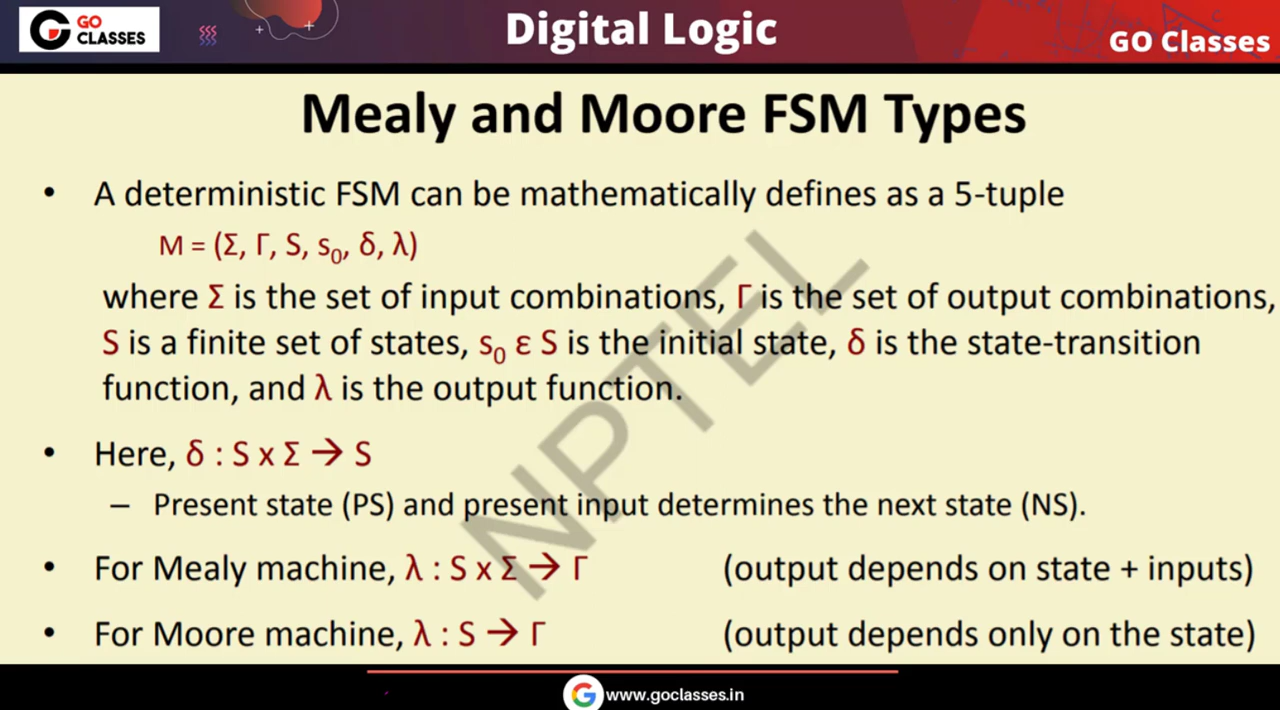 GO
CLASSES
Digital Logic
GO Classes
Mealy and Moore FSM Types
• A deterministic FSM can be mathematically defines as a 5-tuple
M = (Σ, Γ, S, s₀, δ, λ)
where Σ is the set of input combinations, Γ is the set of output combinations,
S is a finite set of states, s₀ ε S is the initial state, δ is the state-transition
function, and λ is the output function.
• Here, δ : S x Σ → S
– Present state (PS) and present input determines the next state (NS).
• For Mealy machine, λ : S x Σ → Γ (output depends on state + inputs)
• For Moore machine, λ : S → Γ (output depends only on the state)
NPTEL
www.goclasses.in